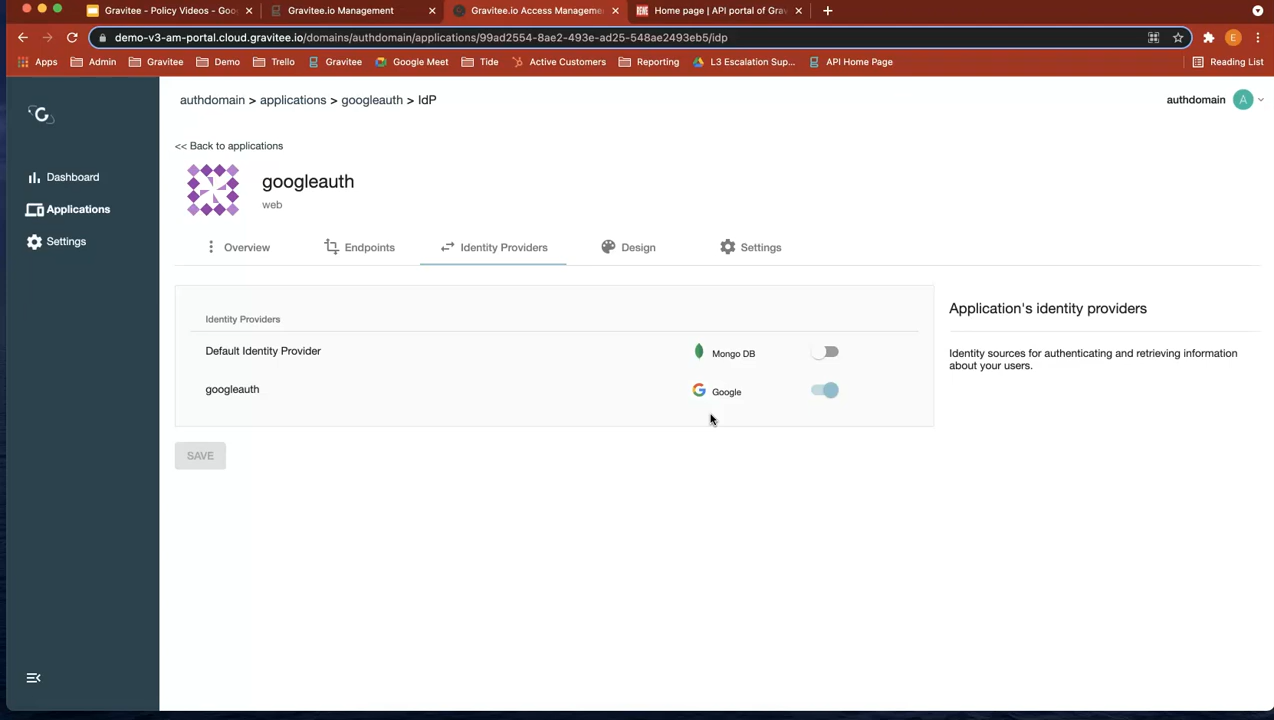 Gravitee - Policy Videos - Goo
Gravitee.io Management
Gravitee.io Access Manageme
Home page | API portal of Grav
demo-v3-am-portal.cloud.gravitee.io/domains/authdomain/applications/99ad2554-8ae2-493e-ad25-548ae2493eb5/idp
E
Apps
Admin
Gravitee
Demo
Trello
Gravitee
Google Meet
Tide
Active Customers
Reporting
L3 Escalation Sup...
API Home Page
Reading List
authdomain > applications > googleauth > IdP
authdomain
A
<< Back to applications
googleauth
web
Dashboard
Applications
Settings
Overview
Endpoints
Identity Providers
Design
Settings
Identity Providers
Default Identity Provider
Mongo DB
googleauth
Google
SAVE
Application's identity providers
Identity sources for authenticating and retrieving information
about your users.